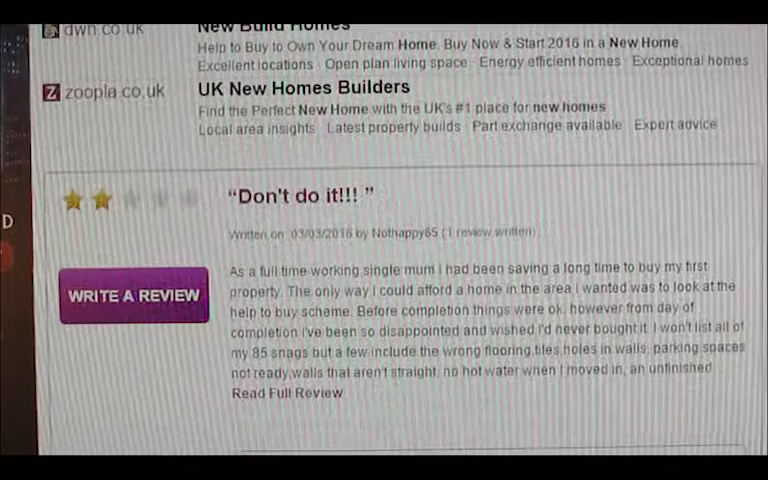 dwh.co.uk
New Build Homes
Help to Buy to Own Your Dream Home. Buy Now & Start 2016 in a New Home
Excellent locations · Open plan living space · Energy efficient homes · Exceptional homes
Z zoopla.co.uk
UK New Homes Builders
Find the Perfect New Home with the UK's #1 place for new homes
Local area insights · Latest property builds · Part exchange available · Expert advice
D
“Don't do it!!! ”
Written on 03/03/2016 by Nothappy85 (1 review written)
WRITE A REVIEW
As a full time working single mum I had been saving a long time to buy my first
property. The only way I could afford a home in the area I wanted was to look at the
help to buy scheme. Before completion things were ok, however from day of
completion I've been so disappointed and wished I'd never bought it. I won't list all of
my 85 snags but a few include the wrong flooring,tiles,holes in walls, parking spaces
not ready,walls that aren't straight, no hot water when I moved in, an unfinished
Read Full Review